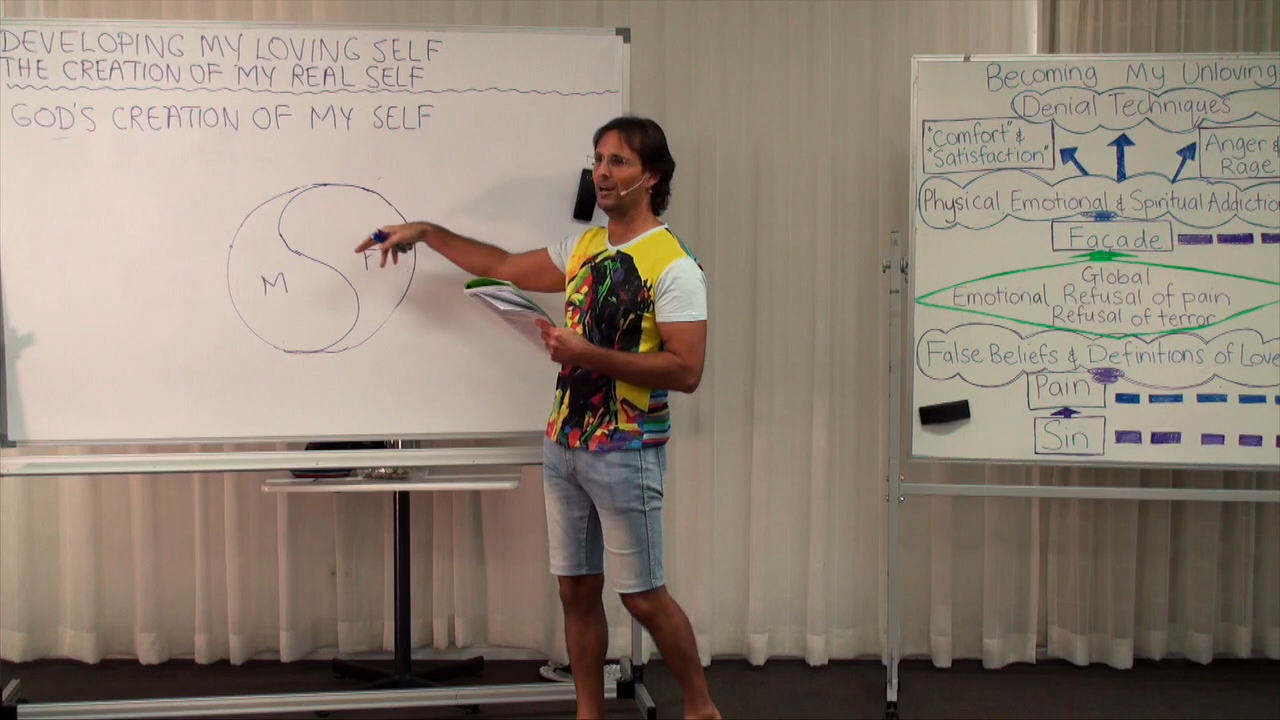 DEVELOPING MY LOVING SELF
THE CREATION OF MY REAL SELF
GOD'S CREATION OF MY SELF
M
F
Becoming My Unloving
Denial Techniques
"Comfort" &
"Satisfaction"
Anger &
Rage
Physical Emotional & Spiritual Addiction
Façade
Global
Emotional Refusal of pain
Refusal of terror
False Beliefs & Definitions of Love
Pain
Sin